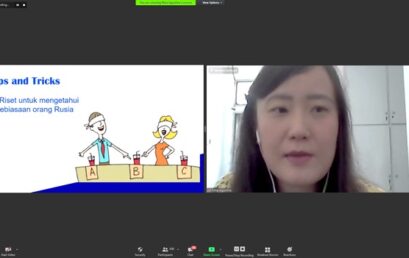 View Options
ps and Tricks
Riset untuk mengetahui
ebiasaan orang Rusia
A B C
Security
Participants
Chat
Share Screen
Pause/Stop Recording
Breakout Rooms
Reactions